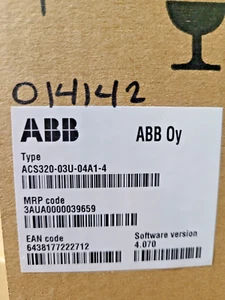 014142
ABB
ABB Oy
Type
ACS320-03U-04A1-4
MRP code
3AUA0000039659
EAN code
6438177222712
Software version
4.070